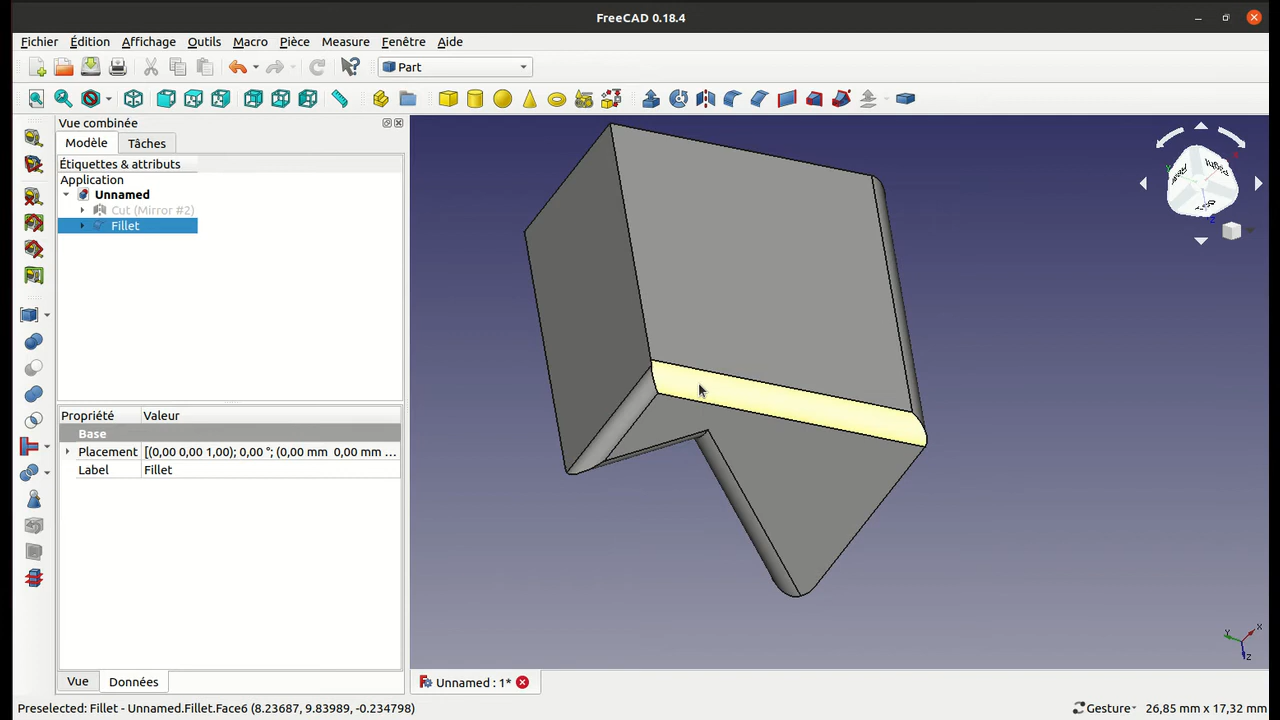 FreeCAD 0.18.4
Fichier Édition Affichage Outils Macro Pièce Measure Fenêtre Aide
Part
Vue combinée
Modèle Tâches
Étiquettes & attributs
Application
Unnamed
Cut (Mirror #2)
Fillet
Propriété Valeur
Base
Placement [(0,00 0,00 1,00); 0,00 °; (0,00 mm 0,00 mm ...
Label Fillet
Vue Données
Unnamed : 1*
Preselected: Fillet - Unnamed.Fillet.Face6 (8.23687, 9.83989, -0.234798)
Gesture 26,85 mm x 17,32 mm
Right
Rear
X
Y
Z